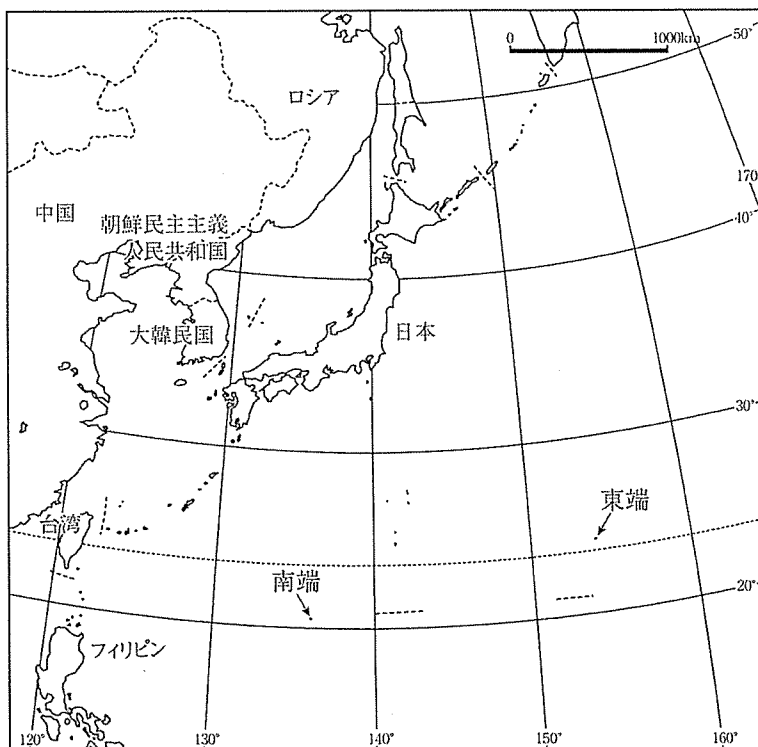 50°
0 1000km
ロシア
170°
中国
朝鮮民主主義
人民共和国
40°
大韓民国
日本
30°
東端
台湾
南端
20°
フィリピン
120° 130° 140° 150° 160°